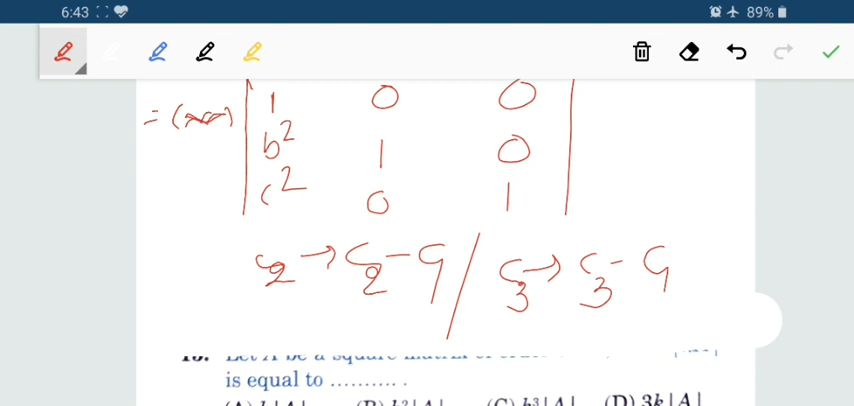 6:43 89%
= ( ) | 1 0 0 |
| b² 1 0 |
| c² 0 1 |
C₂ → C₂ - C₁ / C₃ → C₃ - C₁
is equal to .......... .
(D) 3k | A |